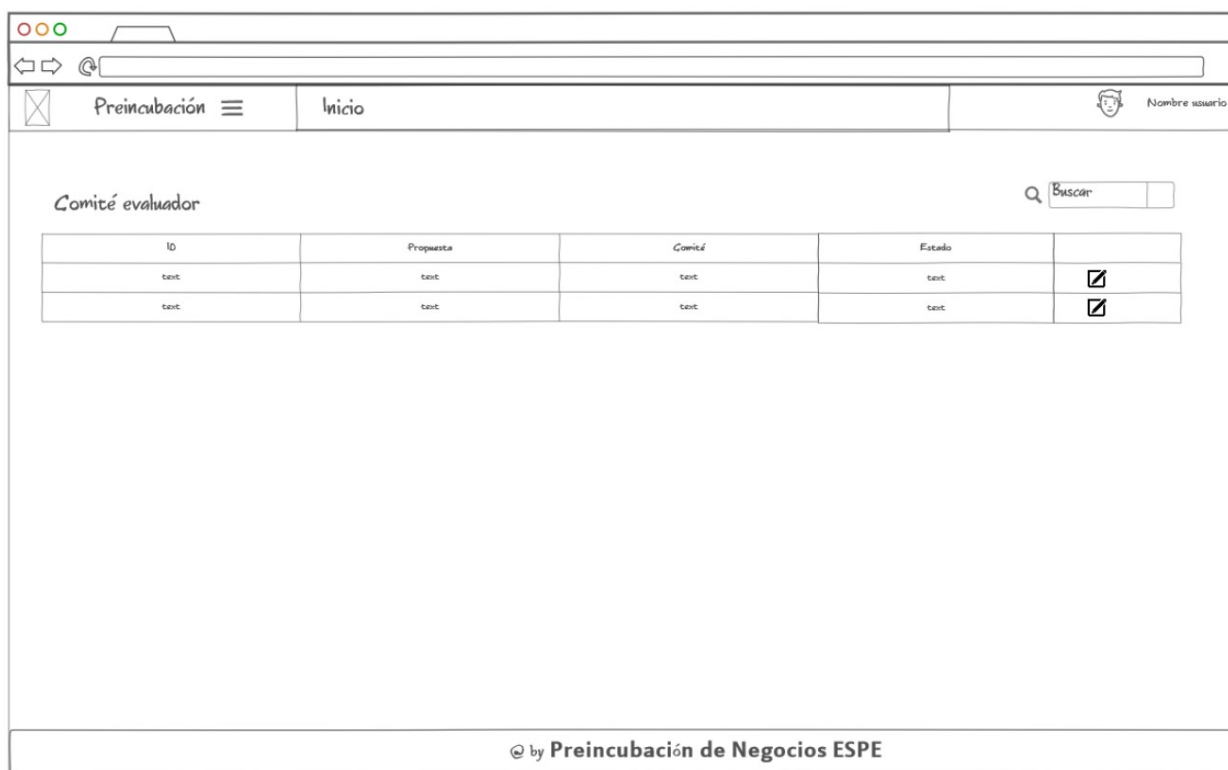 Preincubación Inicio Nombre usuario
Comité evaluador Buscar
ID Propuesta Comité Estado
text text text text
text text text text
@ by Preincubación de Negocios ESPE